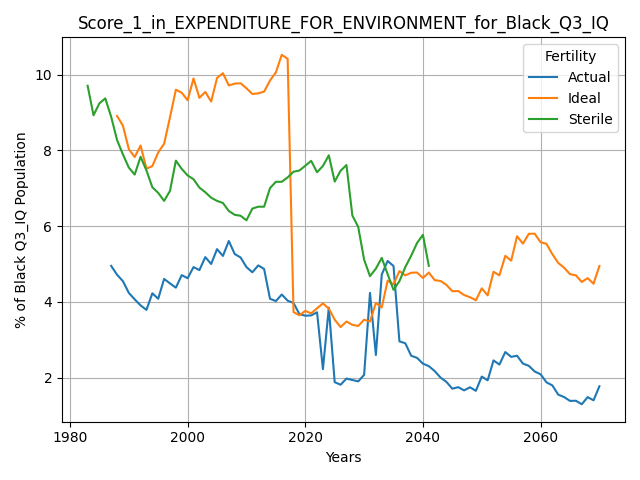 Score_1_in_EXPENDITURE_FOR_ENVIRONMENT_for_Black_Q3_IQ
Fertility
Actual
Ideal
Sterile
% of Black Q3_IQ Population
10
8
6
4
2
1980
2000
2020
2040
2060
Years